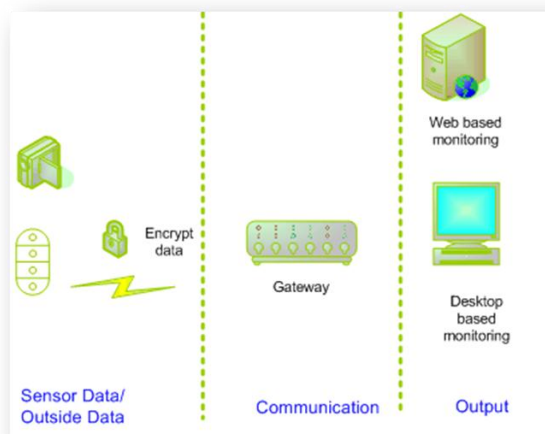 Web based
monitoring
Encrypt
data
Gateway
Desktop
based
monitoring
Sensor Data/
Outside Data
Communication
Output